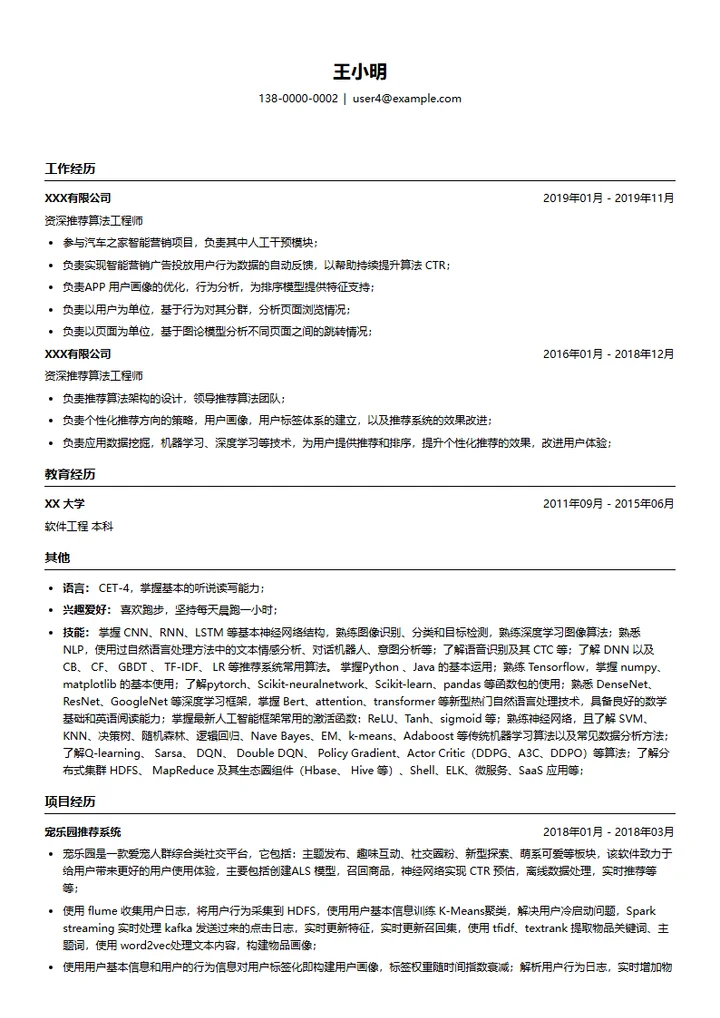 王小明
138-0000-0002 | user4@example.com
工作经历
XXX有限公司 2019年01月 - 2019年11月
资深推荐算法工程师
• 参与汽车之家智能营销项目，负责其中人工干预模块；
• 负责实现智能营销广告投放用户行为数据的自动反馈，以帮助持续提升算法 CTR；
• 负责APP 用户画像的优化，行为分析，为排序模型提供特征支持；
• 负责以用户为单位，基于行为对其分群，分析页面浏览情况；
• 负责以页面为单位，基于图论模型分析不同页面之间的跳转情况；
XXX有限公司 2016年01月 - 2018年12月
资深推荐算法工程师
• 负责推荐算法架构的设计，领导推荐算法团队；
• 负责个性化推荐方向的策略，用户画像，用户标签体系的建立，以及推荐系统的效果改进；
• 负责应用数据挖掘，机器学习、深度学习等技术，为用户提供推荐和排序，提升个性化推荐的效果，改进用户体验；
教育经历
XX 大学 2011年09月 - 2015年06月
软件工程 本科
其他
• 语言： CET-4，掌握基本的听说读写能力；
• 兴趣爱好： 喜欢跑步，坚持每天晨跑一小时；
• 技能： 掌握 CNN、RNN、LSTM 等基本神经网络结构，熟练图像识别、分类和目标检测，熟练深度学习图像算法；熟悉
NLP，使用过自然语言处理方法中的文本情感分析、对话机器人、意图分析等；了解语音识别及其 CTC 等；了解 DNN 以及
CB、 CF、 GBDT 、 TF-IDF、 LR 等推荐系统常用算法。 掌握Python 、Java 的基本运用；熟练 Tensorflow，掌握 numpy、
matplotlib 的基本使用；了解pytorch、Scikit-neuralnetwork、Scikit-learn、pandas 等函数包的使用；熟悉 DenseNet、
ResNet、GoogleNet 等深度学习框架，掌握 Bert、attention、transformer 等新型热门自然语言处理技术，具备良好的数学
基础和英语阅读能力；掌握最新人工智能框架常用的激活函数：ReLU、Tanh、sigmoid 等；熟练神经网络，且了解 SVM、
KNN、决策树、随机森林、逻辑回归、Nave Bayes、EM、k-means、Adaboost 等传统机器学习算法以及常见数据分析方法；
了解Q-learning、 Sarsa、 DQN、 Double DQN、 Policy Gradient、Actor Critic（DDPG、A3C、DDPO）等算法；了解分
布式集群 HDFS、 MapReduce 及其生态圈组件（Hbase、 Hive 等）、Shell、ELK、微服务、SaaS 应用等；
项目经历
宠乐园推荐系统 2018年01月 - 2018年03月
• 宠乐园是一款爱宠人群综合类社交平台，它包括：主题发布、趣味互动、社交圈粉、新型探索、萌系可爱等板块，该软件致力于
给用户带来更好的用户使用体验，主要包括创建ALS 模型，召回商品，神经网络实现 CTR 预估，离线数据处理，实时推荐等
等；
• 使用 flume 收集用户日志，将用户行为采集到 HDFS，使用用户基本信息训练 K-Means聚类，解决用户冷启动问题，Spark
streaming 实时处理 kafka 发送过来的点击日志，实时更新特征，实时更新召回集，使用 tfidf、textrank 提取物品关键词、主
题词，使用 word2vec处理文本内容，构建物品画像；
• 使用用户基本信息和用户的行为信息对用户标签化即构建用户画像，标签权重随时间指数衰减；解析用户行为日志，实时增加物